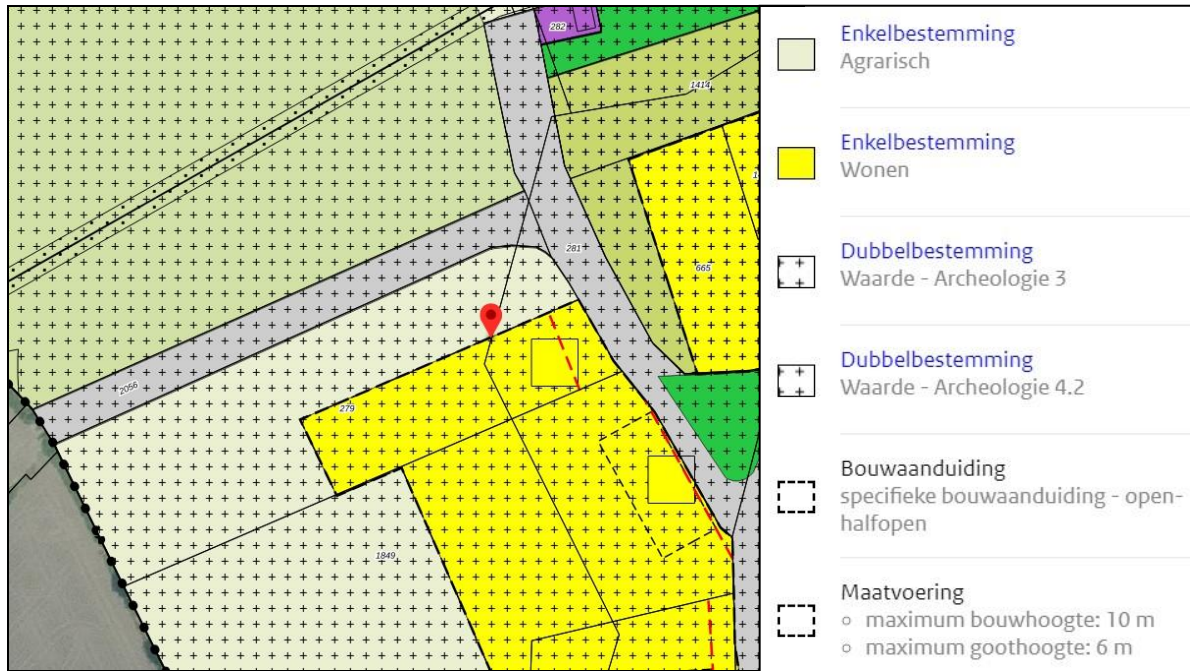 282
1414
281
665
2056
279
1849
Enkelbestemming
Agrarisch
Enkelbestemming
Wonen
Dubbelbestemming
Waarde - Archeologie 3
Dubbelbestemming
Waarde - Archeologie 4.2
Bouwaanduiding
specifieke bouwaanduiding - open-
halfopen
Maatvoering
maximum bouwhoogte: 10 m
maximum goothoogte: 6 m